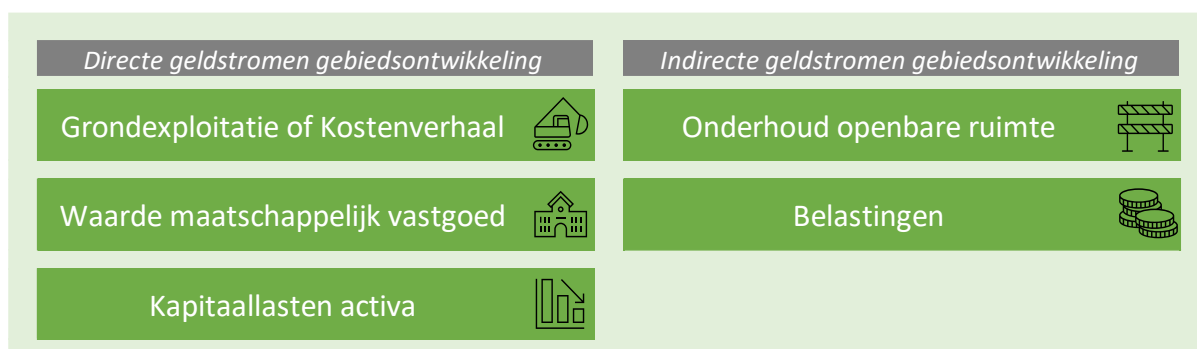 Directe geldstromen gebiedsontwikkeling
Grondexploitatie of Kostenverhaal
Waarde maatschappelijk vastgoed
Kapitaallasten activa
Indirecte geldstromen gebiedsontwikkeling
Onderhoud openbare ruimte
Belastingen